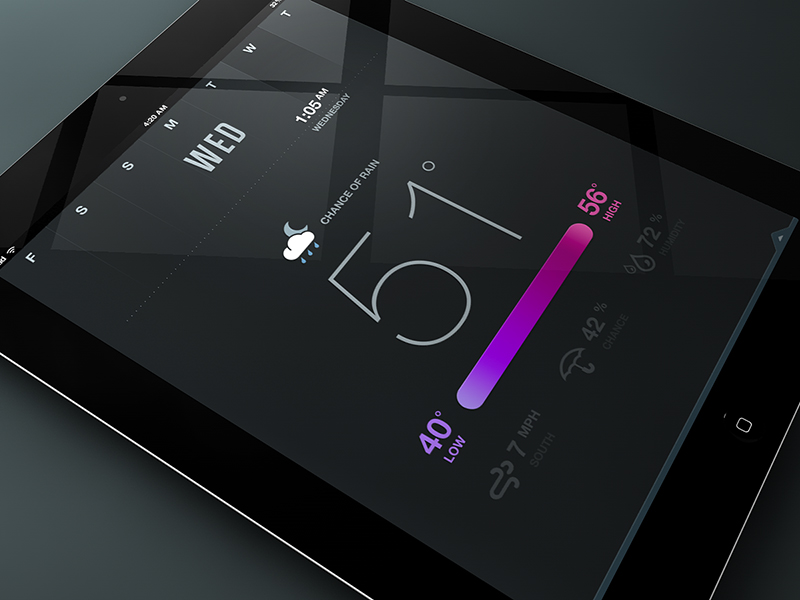 4:20 AM
F S S M T W T
WED
1:05 AM
WEDNESDAY
CHANCE OF RAIN
51°
40°
LOW
56°
HIGH
7 MPH
SOUTH
42 %
CHANCE
72 %
HUMIDITY